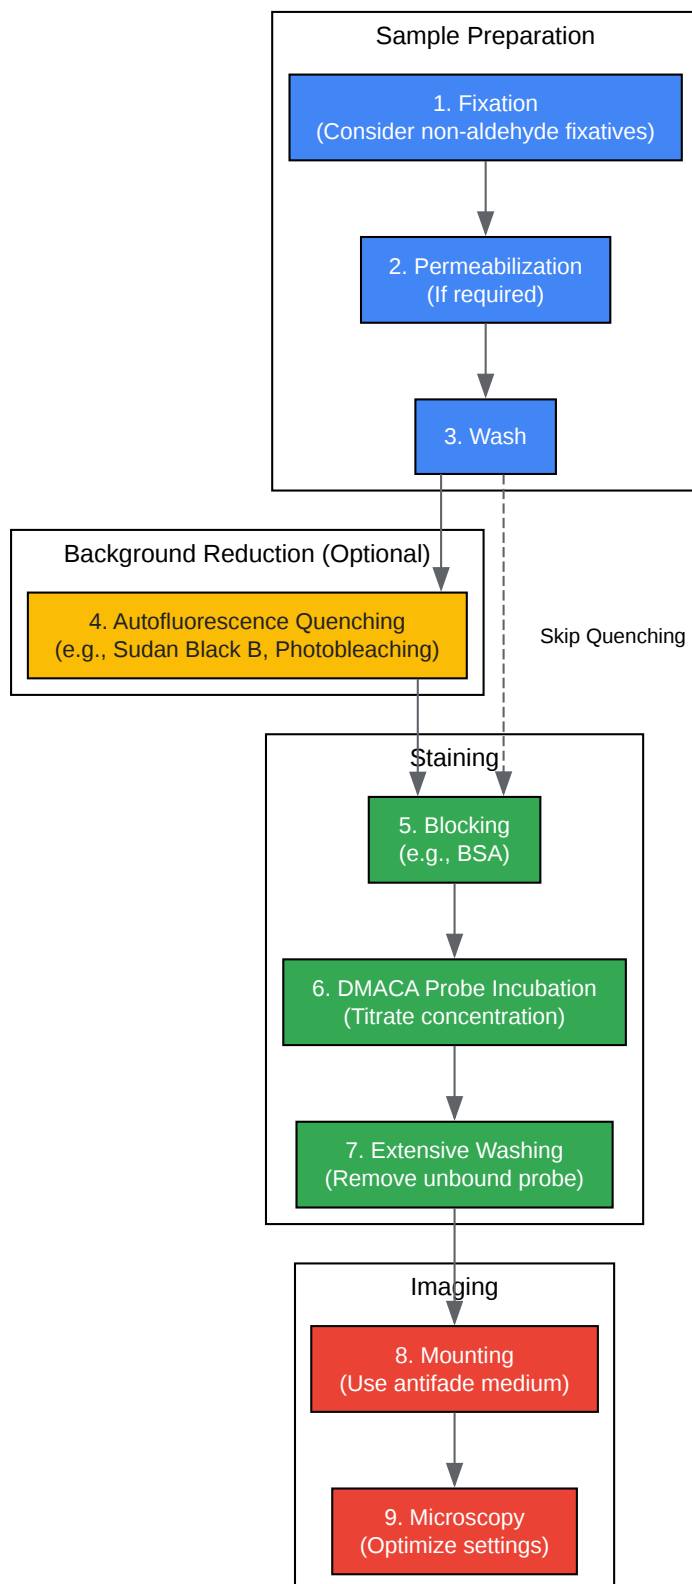 Sample Preparation
1. Fixation
(Consider non-aldehyde fixatives)
2. Permeabilization
(If required)
3. Wash
Background Reduction (Optional)
4. Autofluorescence Quenching
(e.g., Sudan Black B, Photobleaching)
Skip Quenching
Staining
5. Blocking
(e.g., BSA)
6. DMACA Probe Incubation
(Titrate concentration)
7. Extensive Washing
(Remove unbound probe)
Imaging
8. Mounting
(Use antifade medium)
9. Microscopy
(Optimize settings)